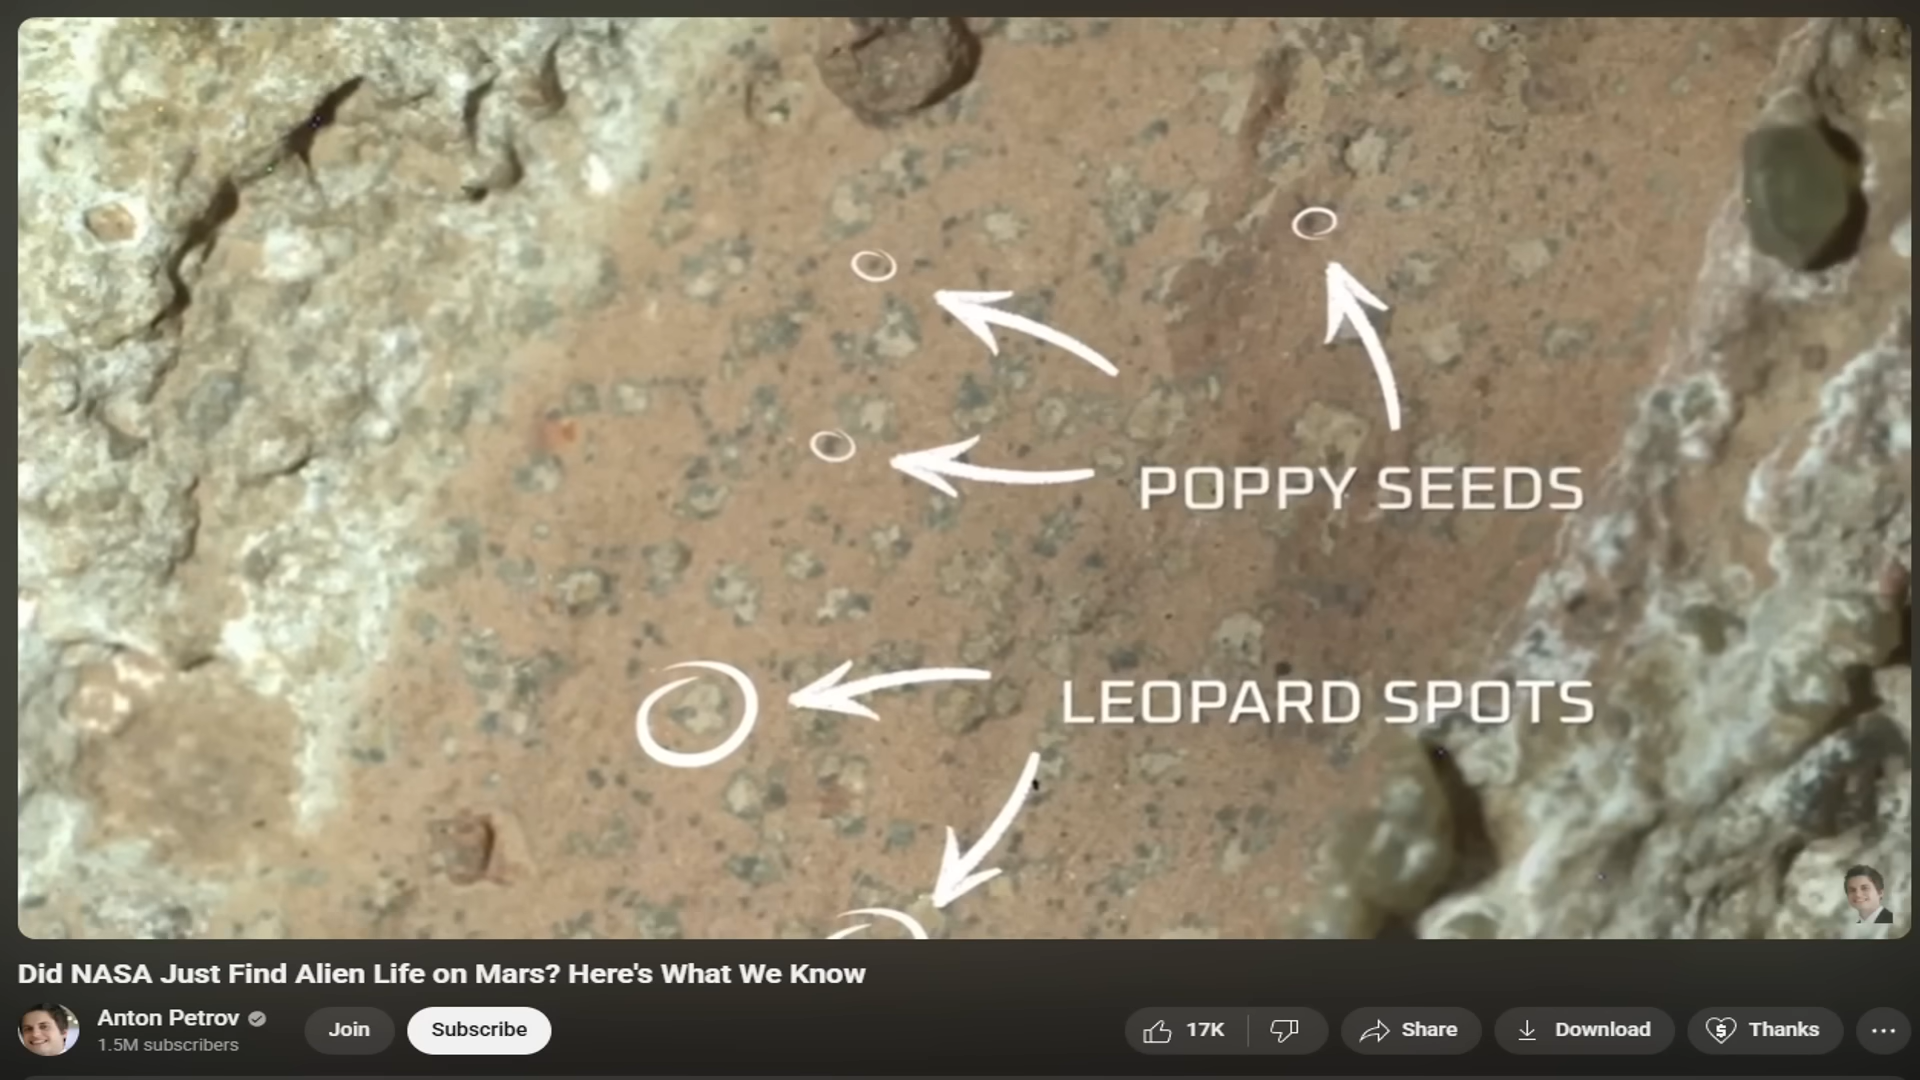 POPPY SEEDS
LEOPARD SPOTS
Did NASA Just Find Alien Life on Mars? Here's What We Know
Anton Petrov
1.5M subscribers
Join
Subscribe
17K
Share
Download
Thanks